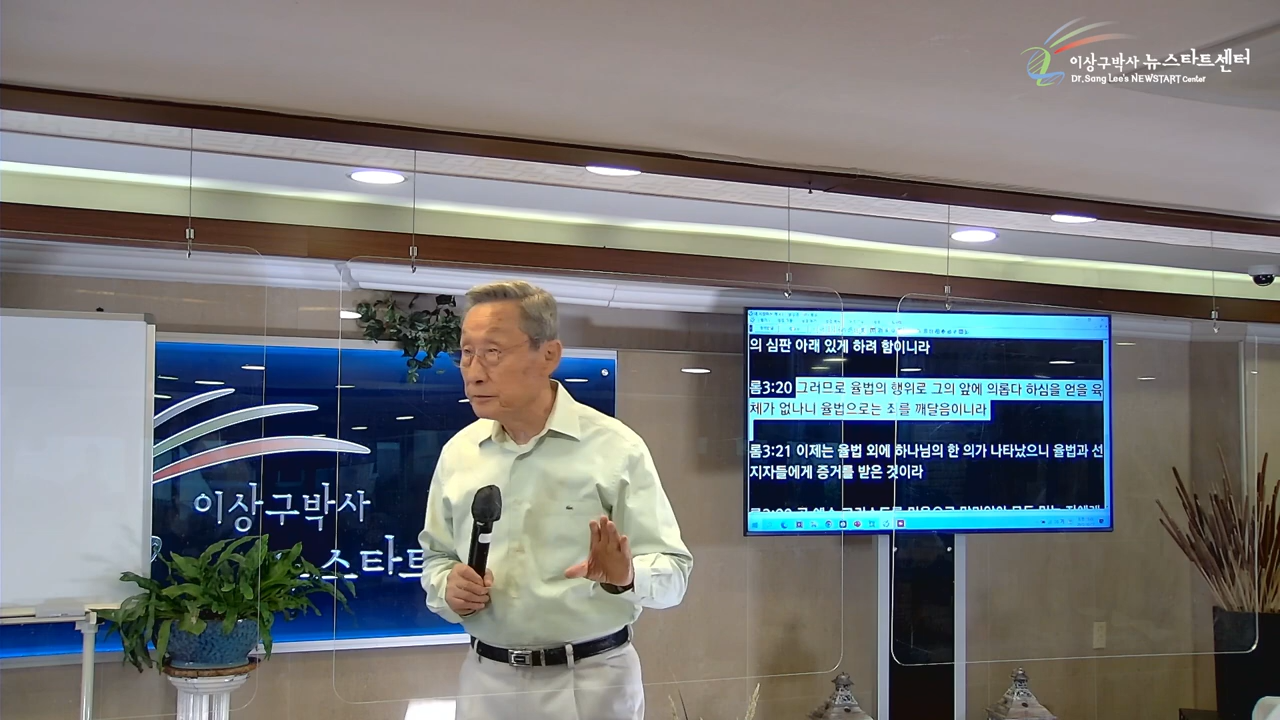 이상구박사 뉴스타트센터
Dr. Sang Lee's NEWSTART Center
의 심판 아래 있게 하려 함이니라
롬3:20 그러므로 율법의 행위로 그의 앞에 의롭다 하심을 얻을 육
체가 없나니 율법으로는 죄를 깨달음이니라
롬3:21 이제는 율법 외에 하나님의 한 의가 나타났으니 율법과 선
지자들에게 증거를 받은 것이라
이상구박사
스타트